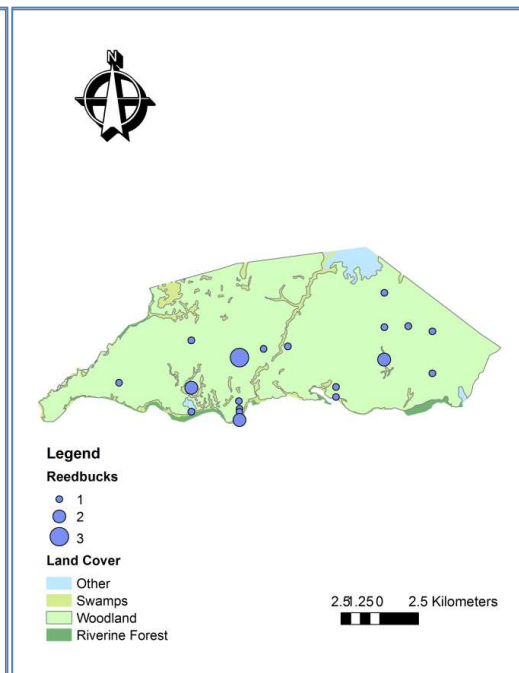 N
Legend
Reedbucks
1
2
3
Land Cover
Other
Swamps
Woodland
Riverine Forest
2.51.250 2.5 Kilometers